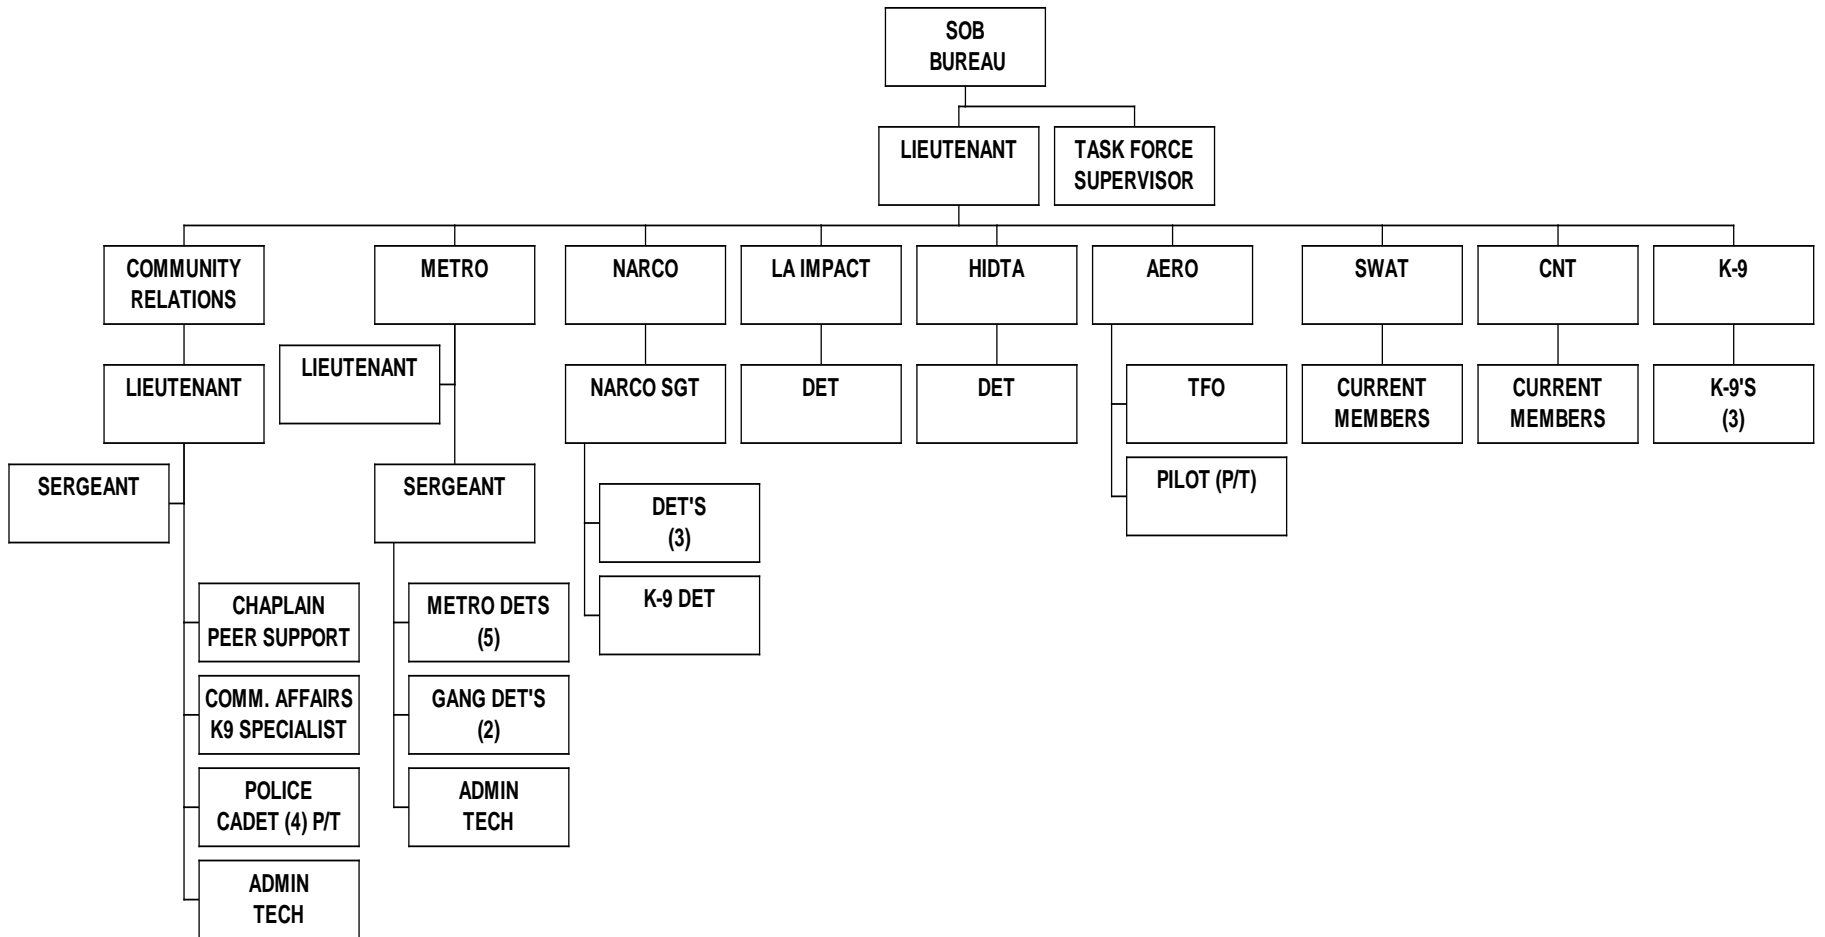 SOB
BUREAU
LIEUTENANT
TASK FORCE
SUPERVISOR
COMMUNITY
RELATIONS
METRO
NARCO
LA IMPACT
HIDTA
AERO
SWAT
CNT
K-9
LIEUTENANT
LIEUTENANT
NARCO SGT
DET
DET
TFO
CURRENT
MEMBERS
CURRENT
MEMBERS
K-9'S
(3)
SERGEANT
SERGEANT
DET'S
(3)
PILOT (P/T)
CHAPLAIN
PEER SUPPORT
METRO DETS
(5)
K-9 DET
COMM. AFFAIRS
K9 SPECIALIST
GANG DET'S
(2)
POLICE
CADET (4) P/T
ADMIN
TECH
ADMIN
TECH